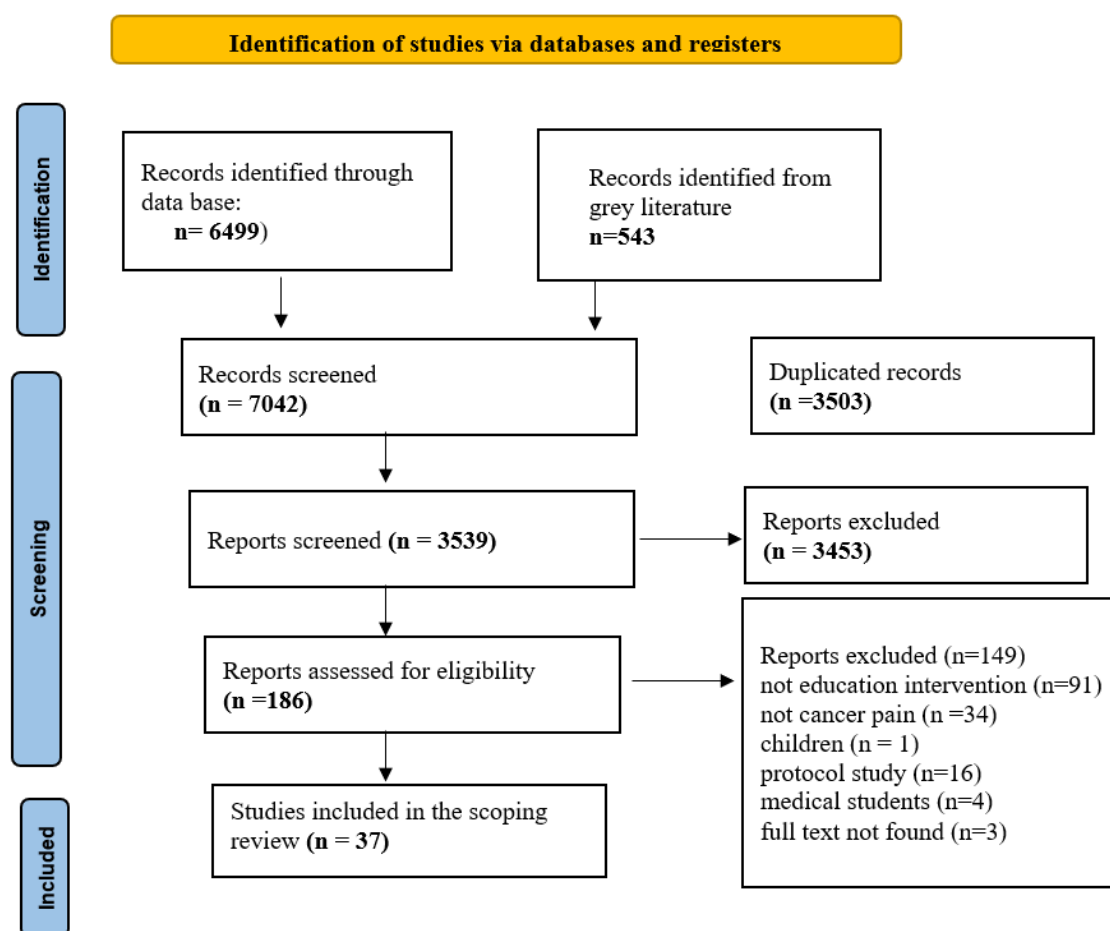 Identification of studies via databases and registers
Identification
Records identified through
data base:
n= 6499)
Records identified from
grey literature
n=543
Screening
Records screened
(n = 7042)
Duplicated records
(n =3503)
Reports screened (n = 3539)
Reports excluded
(n = 3453)
Reports assessed for eligibility
(n =186)
Reports excluded (n=149)
not education intervention (n=91)
not cancer pain (n =34)
children (n = 1)
protocol study (n=16)
medical students (n=4)
full text not found (n=3)
Included
Studies included in the scoping
review (n = 37)